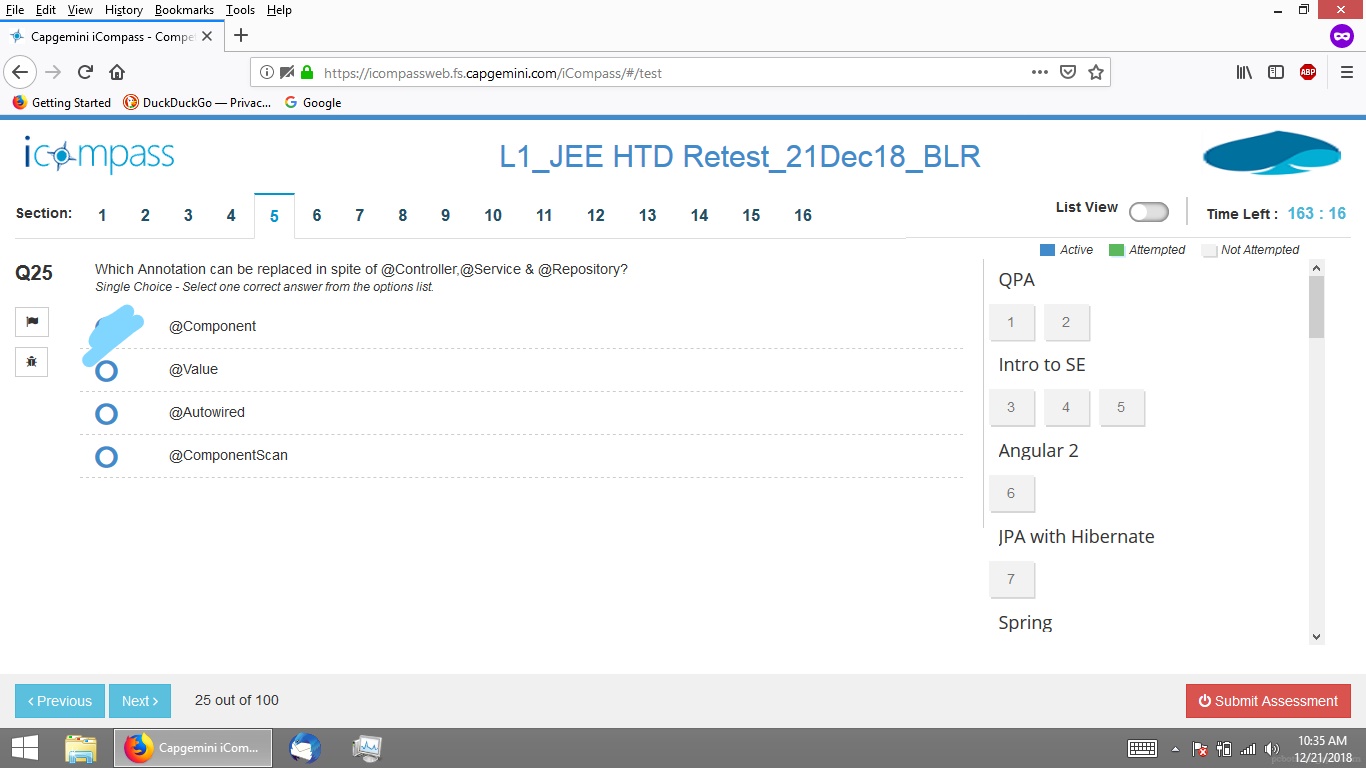 File Edit View History Bookmarks Tools Help
Capgemini iCompass - Compe
https://icompassweb.fs.capgemini.com/iCompass/#/test
ABP
Getting Started DuckDuckGo — Privac... Google
icompass
L1_JEE HTD Retest_21Dec18_BLR
Section: 1 2 3 4 5 6 7 8 9 10 11 12 13 14 15 16
List View
Time Left : 163 : 16
Active Attempted Not Attempted
Q25
Which Annotation can be replaced in spite of @Controller,@Service & @Repository?
Single Choice - Select one correct answer from the options list.
@Component
@Value
@Autowired
@ComponentScan
QPA
1 2
Intro to SE
3 4 5
Angular 2
6
JPA with Hibernate
7
Spring
Previous Next 25 out of 100
Submit Assessment
Capgemini iCom...
10:35 AM
12/21/2018